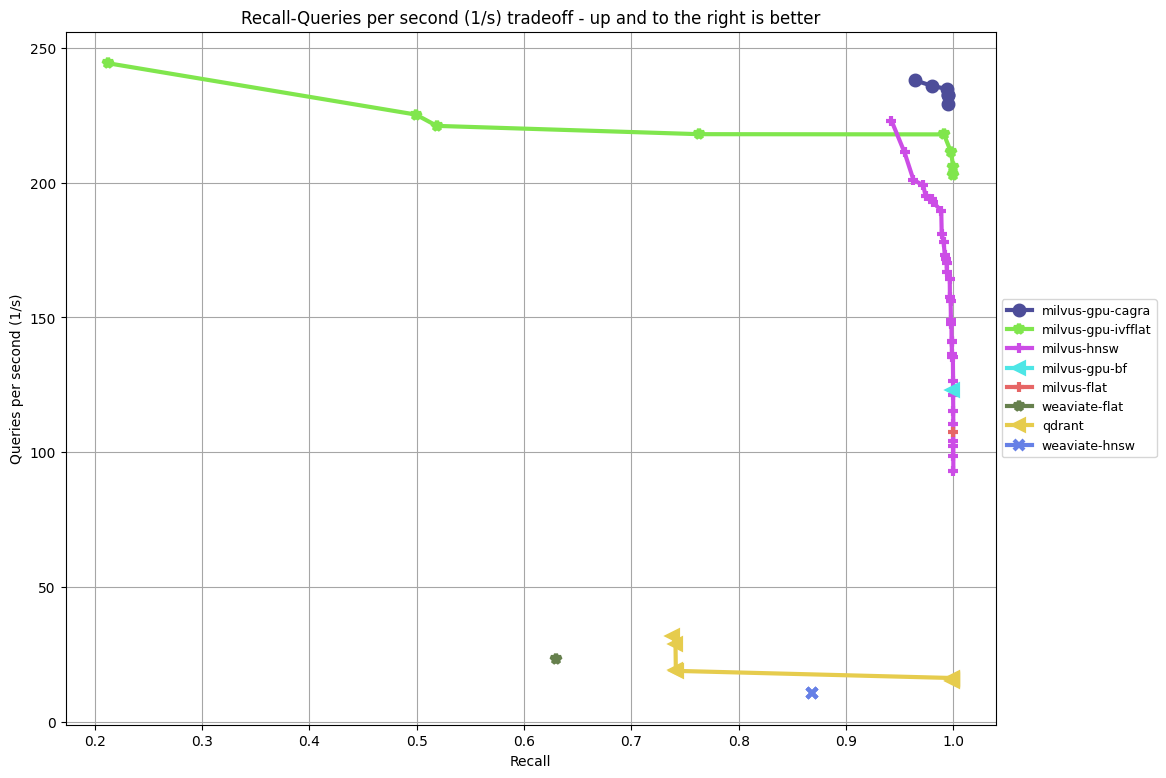 Recall-Queries per second (1/s) tradeoff - up and to the right is better
Queries per second (1/s)
250
200
150
100
50
0
0.2 0.3 0.4 0.5 0.6 0.7 0.8 0.9 1.0
Recall
milvus-gpu-cagra
milvus-gpu-ivfflat
milvus-hnsw
milvus-gpu-bf
milvus-flat
weaviate-flat
qdrant
weaviate-hnsw